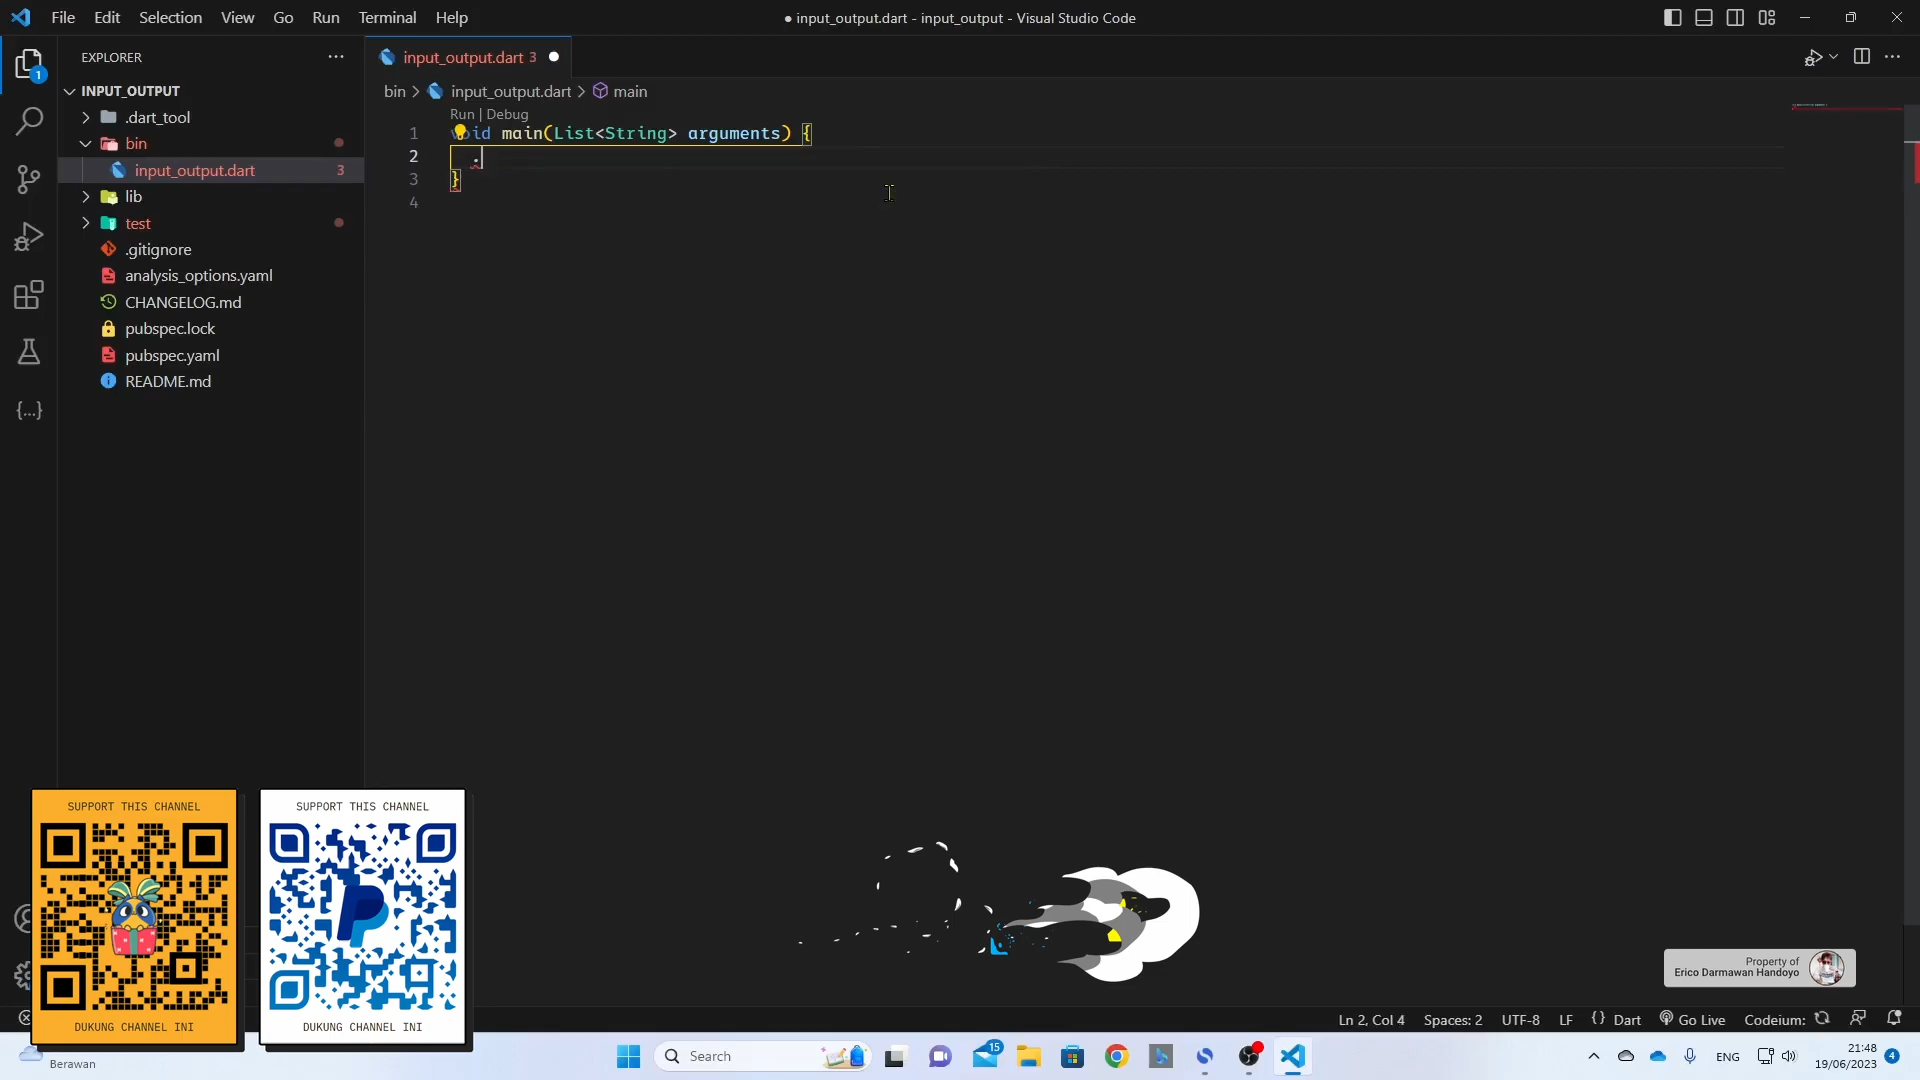 File Edit Selection View Go Run Terminal Help
● input_output.dart - input_output - Visual Studio Code
EXPLORER
INPUT_OUTPUT
.dart_tool
bin
input_output.dart 3
lib
test
.gitignore
analysis_options.yaml
CHANGELOG.md
pubspec.lock
pubspec.yaml
README.md
1
input_output.dart 3
bin > input_output.dart > main
Run | Debug
1 void main(List<String> arguments) {
2 .
3 }
4
SUPPORT THIS CHANNEL
DUKUNG CHANNEL INI
SUPPORT THIS CHANNEL
DUKUNG CHANNEL INI
Property of
Erico Darmawan Handoyo
Ln 2, Col 4 Spaces: 2 UTF-8 LF {} Dart Go Live Codeium:
Berawan
Search
15
ENG
21:48
19/06/2023
4